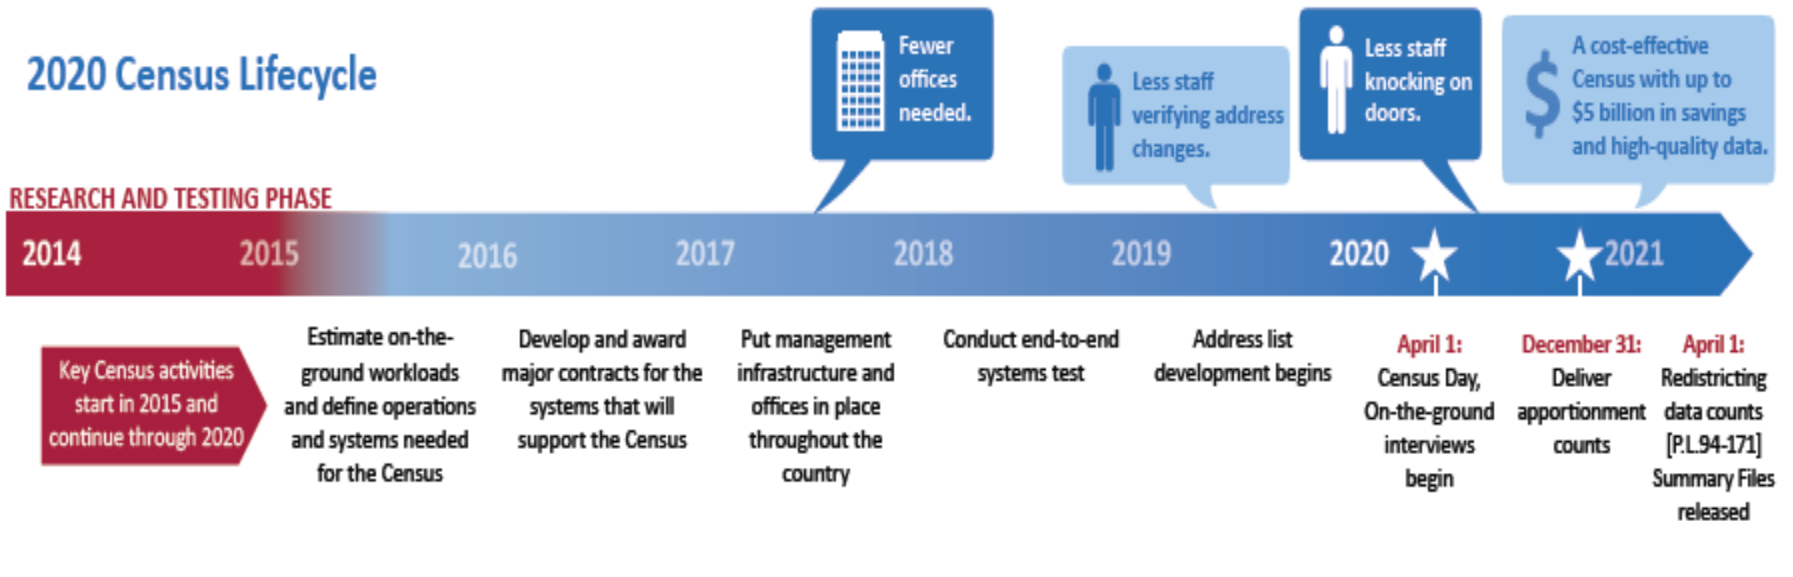 2020 Census Lifecycle
Fewer
offices
needed.
Less staff
verifying address
changes.
Less staff
knocking on
doors.
$
A cost-effective
Census with up to
$5 billion in savings
and high-quality data.
RESEARCH AND TESTING PHASE
2014
2015
2016
2017
2018
2019
2020
2021
Key Census activities
start in 2015 and
continue through 2020
Estimate on-the-
ground workloads
and define operations
and systems needed
for the Census
Develop and award
major contracts for the
systems that will
support the Census
Put management
infrastructure and
offices in place
throughout the
country
Conduct end-to-end
systems test
Address list
development begins
April 1:
Census Day,
On-the-ground
interviews
begin
December 31:
Deliver
apportionment
counts
April 1:
Redistricting
data counts
[P.L.94-171]
Summary Files
released